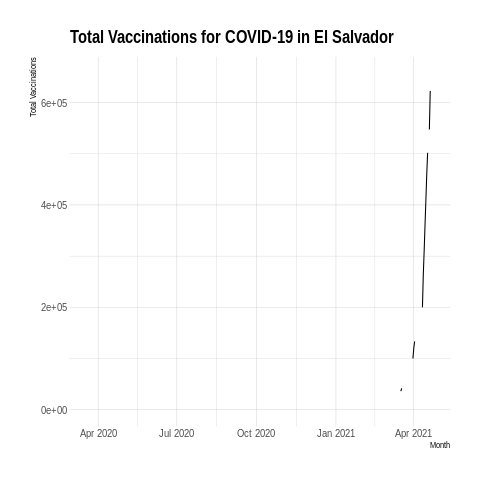 Total Vaccinations for COVID-19 in El Salvador
Total Vaccinations
6e+05
4e+05
2e+05
0e+00
Apr 2020
Jul 2020
Oct 2020
Jan 2021
Apr 2021
Month